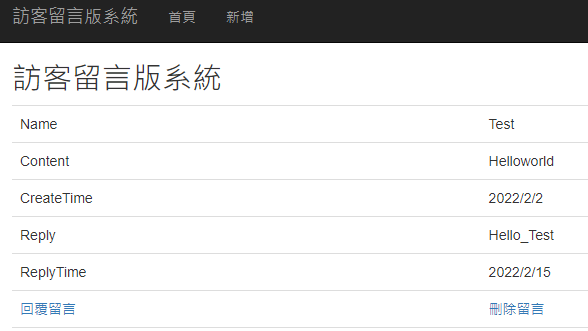 訪客留言版系統 首頁 新增
訪客留言版系統
Name Test
Content Helloworld
CreateTime 2022/2/2
Reply Hello_Test
ReplyTime 2022/2/15
回覆留言 刪除留言